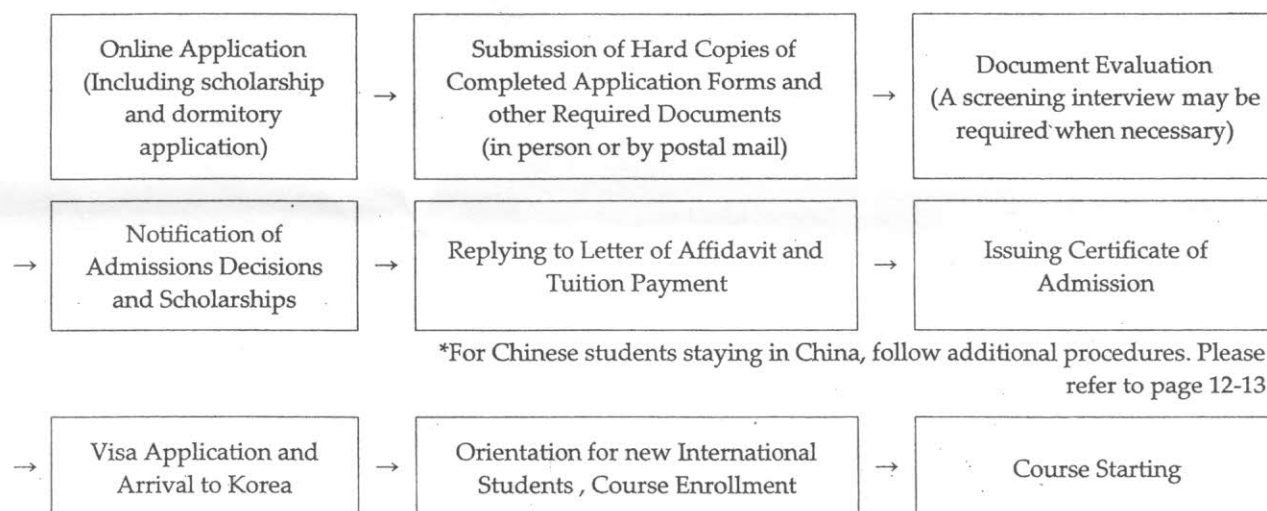 Online Application
(Including scholarship
and dormitory
application)
→
Submission of Hard Copies of
Completed Application Forms and
other Required Documents
(in person or by postal mail)
→
Document Evaluation
(A screening interview may be
required when necessary)
→
Notification of
Admissions Decisions
and Scholarships
→
Replying to Letter of Affidavit and
Tuition Payment
→
Issuing Certificate of
Admission
*For Chinese students staying in China, follow additional procedures. Please
refer to page 12-13
→
Visa Application and
Arrival to Korea
→
Orientation for new International
Students , Course Enrollment
→
Course Starting